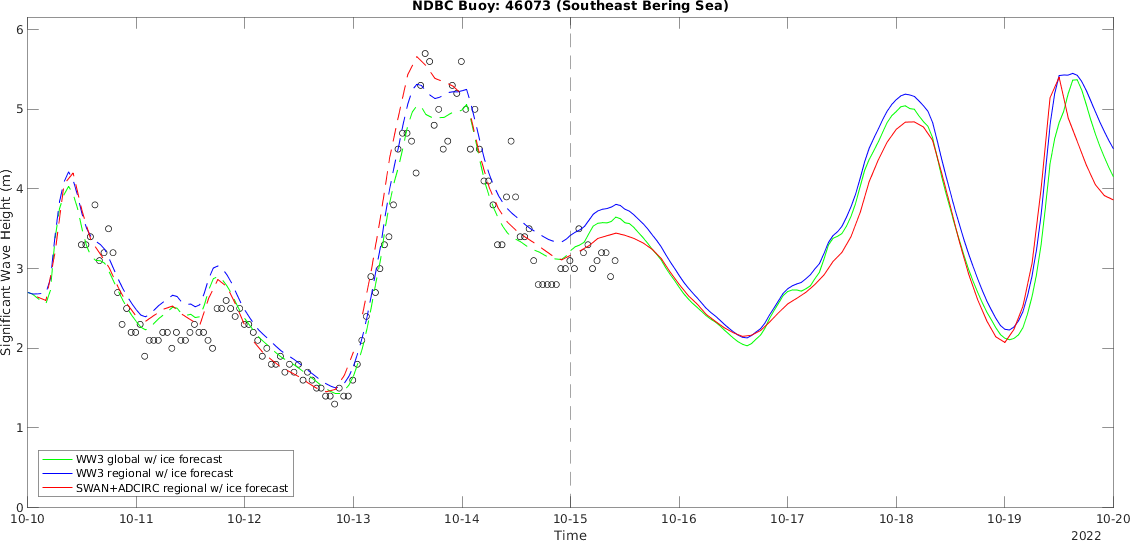 NDBC Buoy: 46073 (Southeast Bering Sea)
Significant Wave Height (m)
6
5
4
3
2
1
0
WW3 global w/ ice forecast
WW3 regional w/ ice forecast
SWAN+ADCIRC regional w/ ice forecast
10-10 10-11 10-12 10-13 10-14 10-15 10-16 10-17 10-18 10-19 10-20
Time 2022